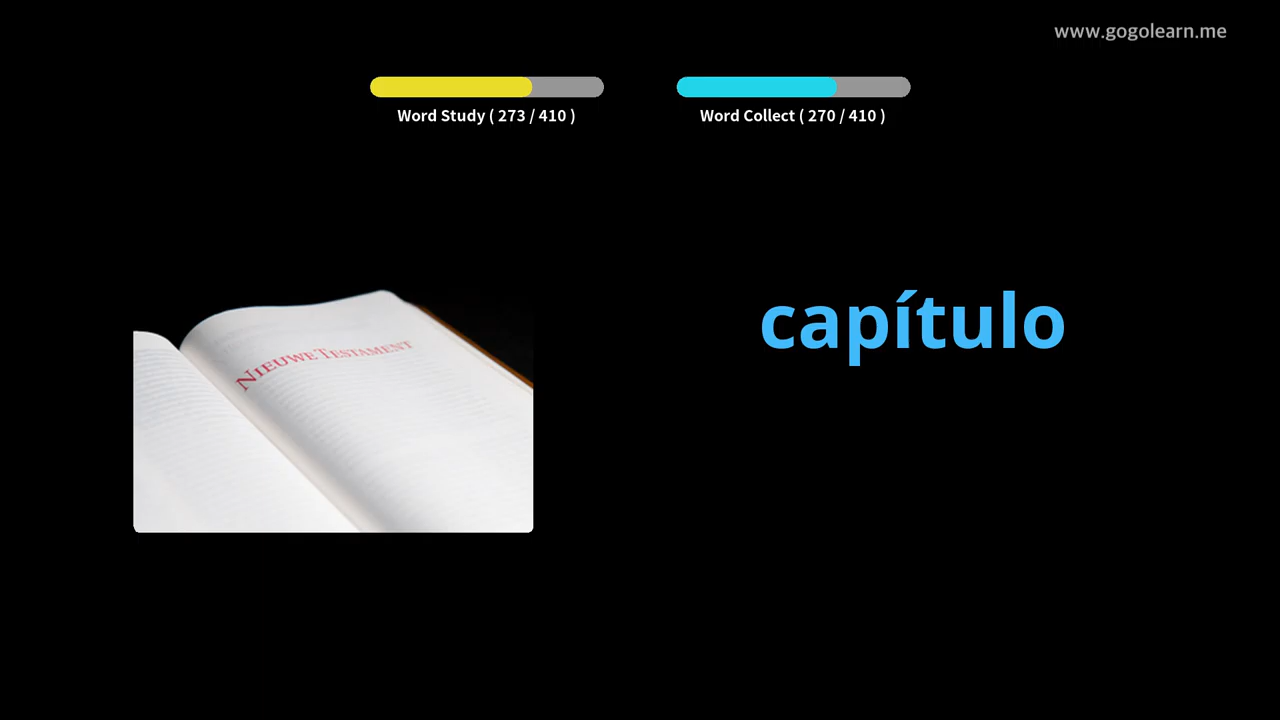 www.gogolearn.me
Word Study ( 273 / 410 )
Word Collect ( 270 / 410 )
capítulo
NIEUWE TESTAMENT